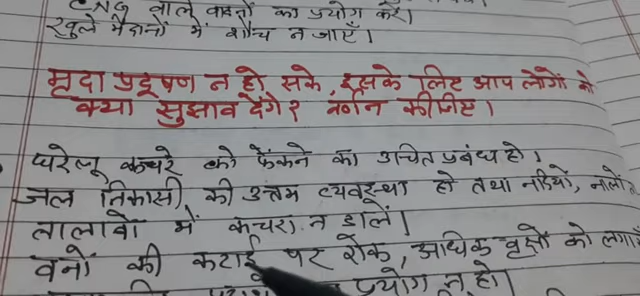 CNG वाले वाहनों का प्रयोग करें।
खुले मैदानों में शौच न जाएँ।
मृदा प्रदूषण न हो सके, इसके लिए आप लोगों को
क्या सुझाव देंगे? वर्णन कीजिए।
घरेलू कचरे को फेंकने का उचित प्रबंध हो।
जल निकासी की उत्तम व्यवस्था हो तथा नदियों, नालों,
तालाबों में कचरा न डालें।
वनों की कटाई पर रोक, अधिक वृक्षों को लगाएं
प्रयोग न हो।